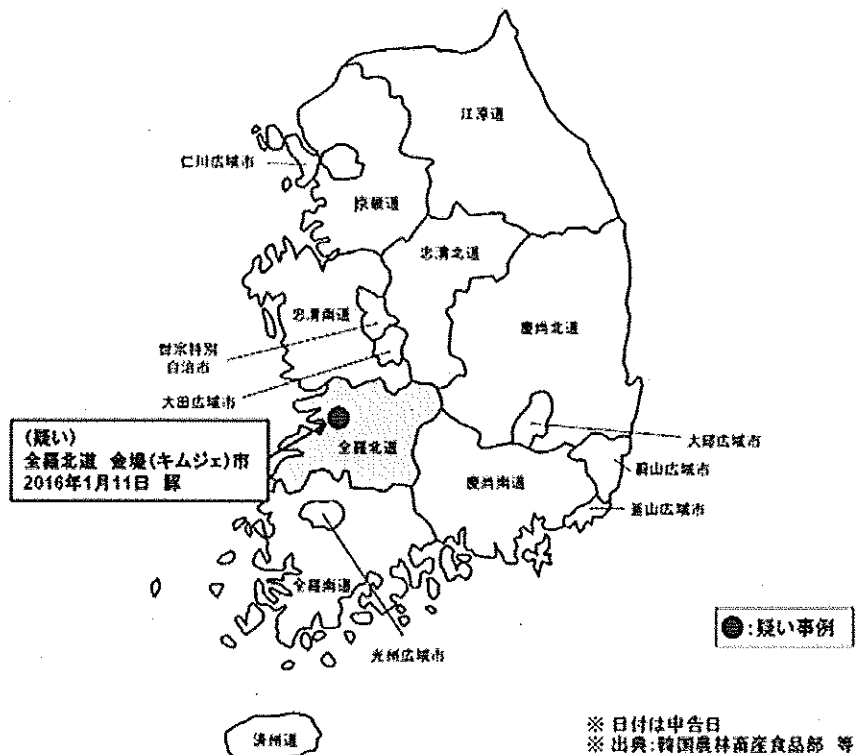 江原道
仁川広域市
京畿道
忠清北道
忠清南道
慶尚北道
世宗特別
自治市
大田広域市
(疑い)
全羅北道 金堤(キムジェ)市
2016年1月11日 豚
全羅北道
大邱広域市
蔚山広域市
慶尚南道
釜山広域市
全羅南道
光州広域市
●:疑い事例
済州道
※ 日付は申告日
※ 出典:韓国農林畜産食品部 等